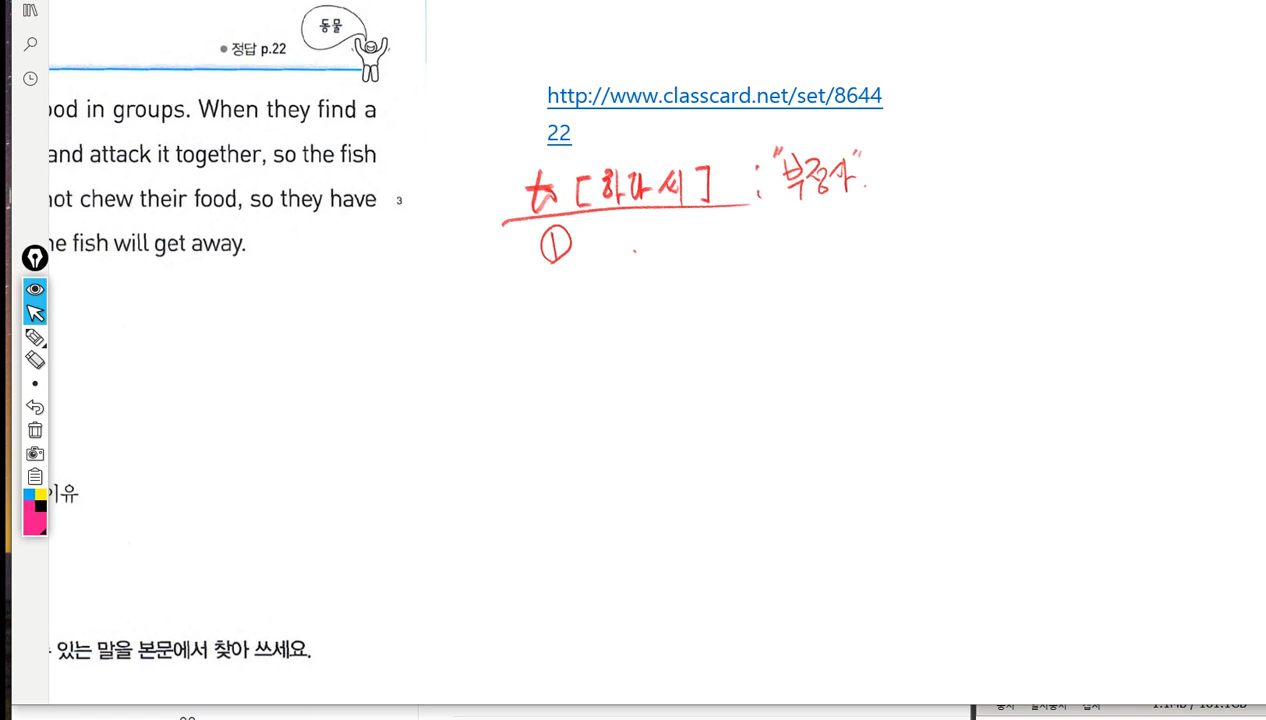 동물
정답 p.22
ood in groups. When they find a
and attack it together, so the fish
not chew their food, so they have
3
he fish will get away.
http://www.classcard.net/set/8644
22
to [하다씨] : "부정사"
①
이유
있는 말을 본문에서 찾아 쓰세요.